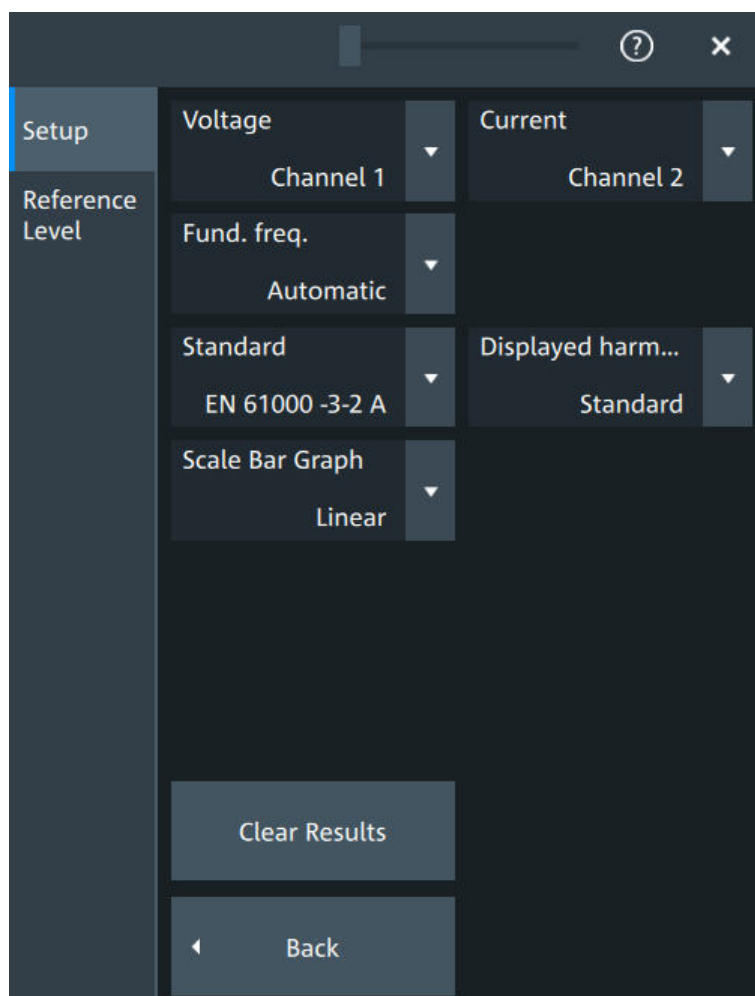 Setup
Reference
Level
Voltage
Channel 1
Current
Channel 2
Fund. freq.
Automatic
Standard
EN 61000 -3-2 A
Displayed harm...
Standard
Scale Bar Graph
Linear
Clear Results
Back